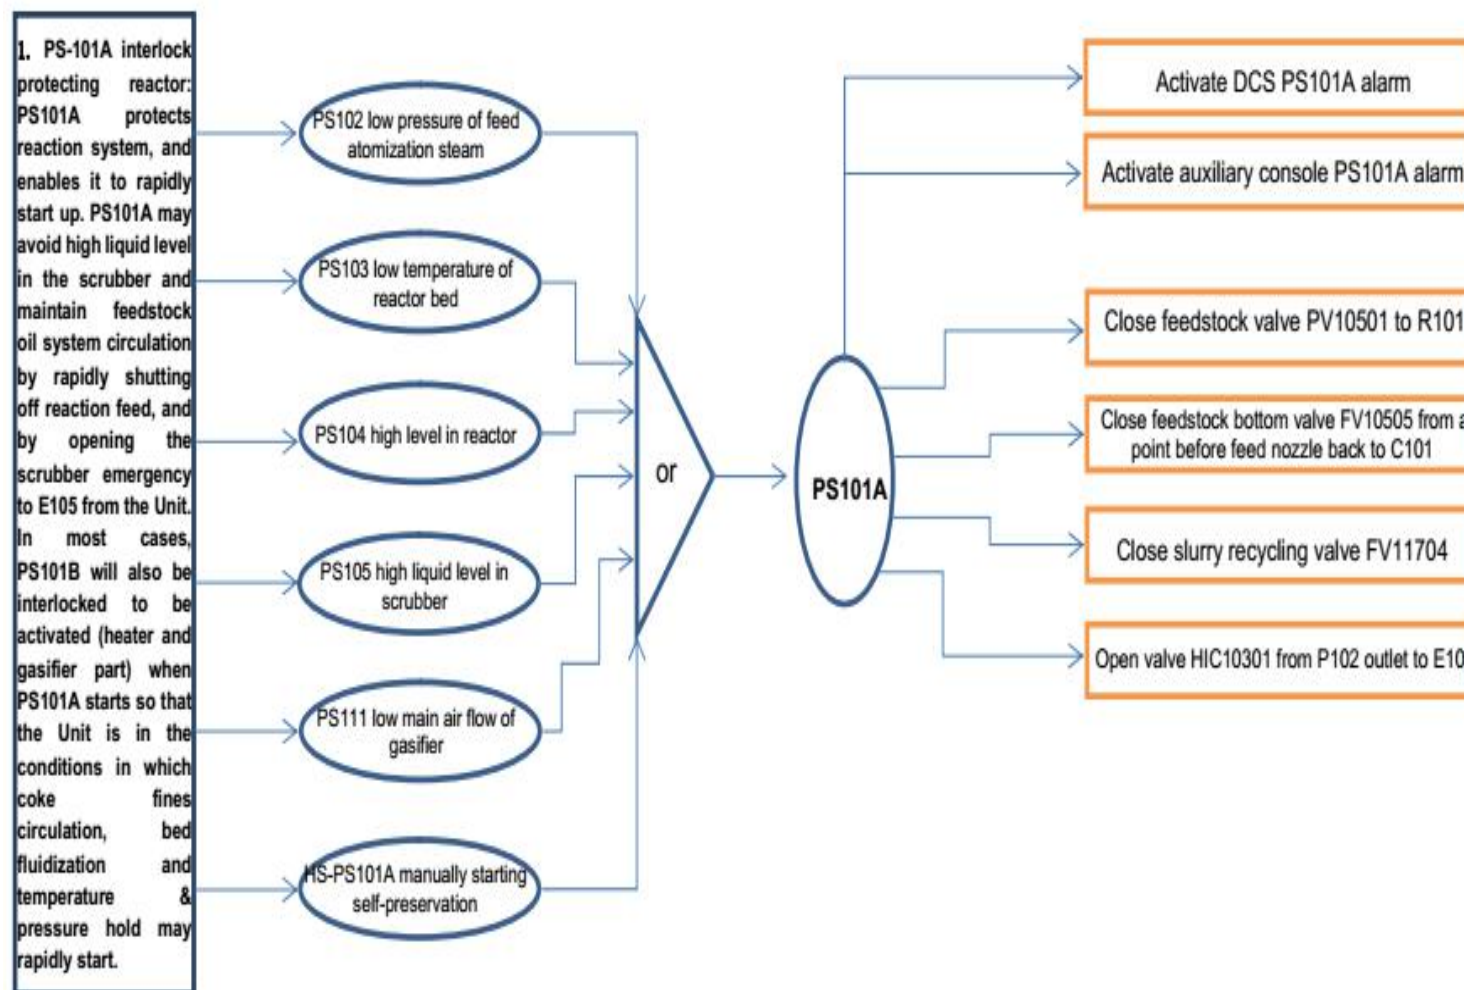 1. PS-101A interlock
protecting reactor:
PS101A protects
reaction system, and
enables it to rapidly
start up. PS101A may
avoid high liquid level
in the scrubber and
maintain feedstock
oil system circulation
by rapidly shutting
off reaction feed, and
by opening the
scrubber emergency
to E105 from the Unit.
In most cases,
PS101B will also be
interlocked to be
activated (heater and
gasifier part) when
PS101A starts so that
the Unit is in the
conditions in which
coke fines
circulation, bed
fluidization and
temperature &
pressure hold may
rapidly start.
PS102 low pressure of feed
atomization steam
PS103 low temperature of
reactor bed
PS104 high level in reactor
PS105 high liquid level in
scrubber
PS111 low main air flow of
gasifier
HS-PS101A manually starting
self-preservation
or
PS101A
Activate DCS PS101A alarm
Activate auxiliary console PS101A alarm
Close feedstock valve PV10501 to R101
Close feedstock bottom valve FV10505 from a
point before feed nozzle back to C101
Close slurry recycling valve FV11704
Open valve HIC10301 from P102 outlet to E10